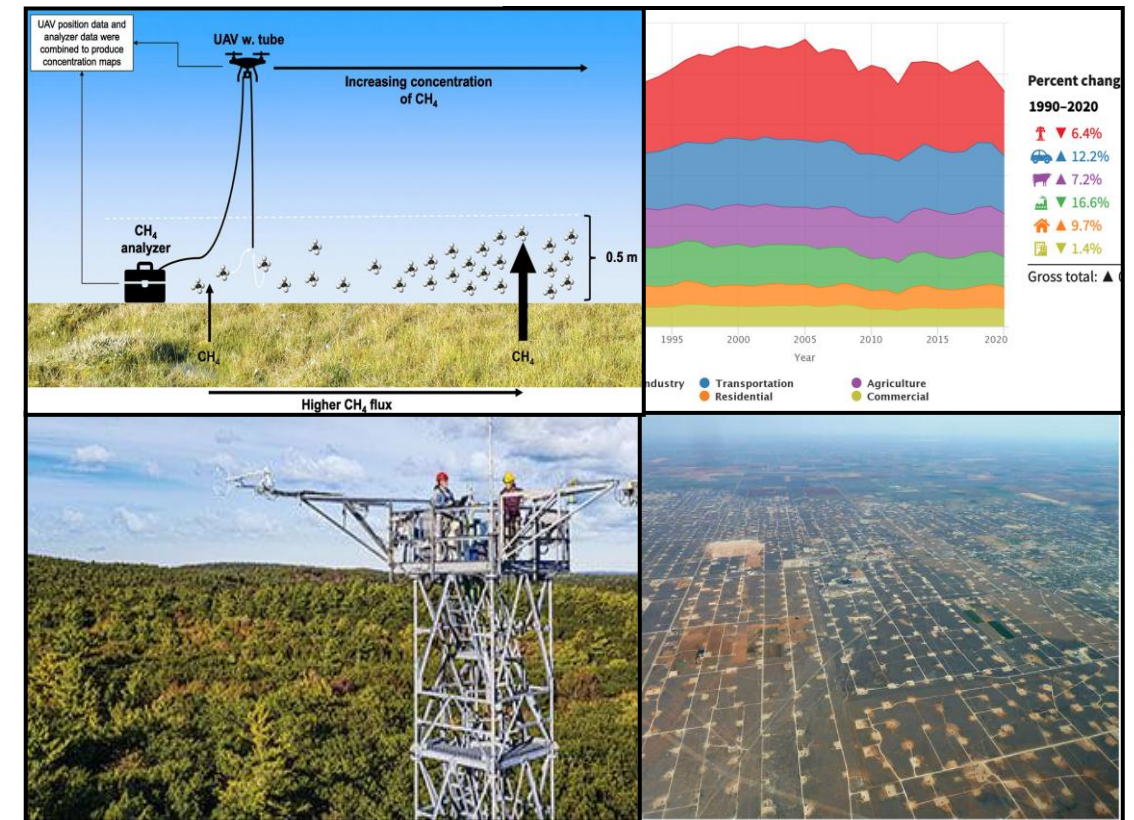 UAV position data and
analyzer data were
combined to produce
concentration maps
UAV w. tube
Increasing concentration
of CH₄
CH₄
analyzer
0.5 m
CH₄
CH₄
Higher CH₄ flux
Percent chang
1990–2020
▼ 6.4%
▲ 12.2%
▲ 7.2%
▼ 16.6%
▲ 9.7%
▼ 1.4%
Gross total: ▲
1995 2000 2005 2010 2015 2020
Year
ndustry Transportation Agriculture
Residential Commercial